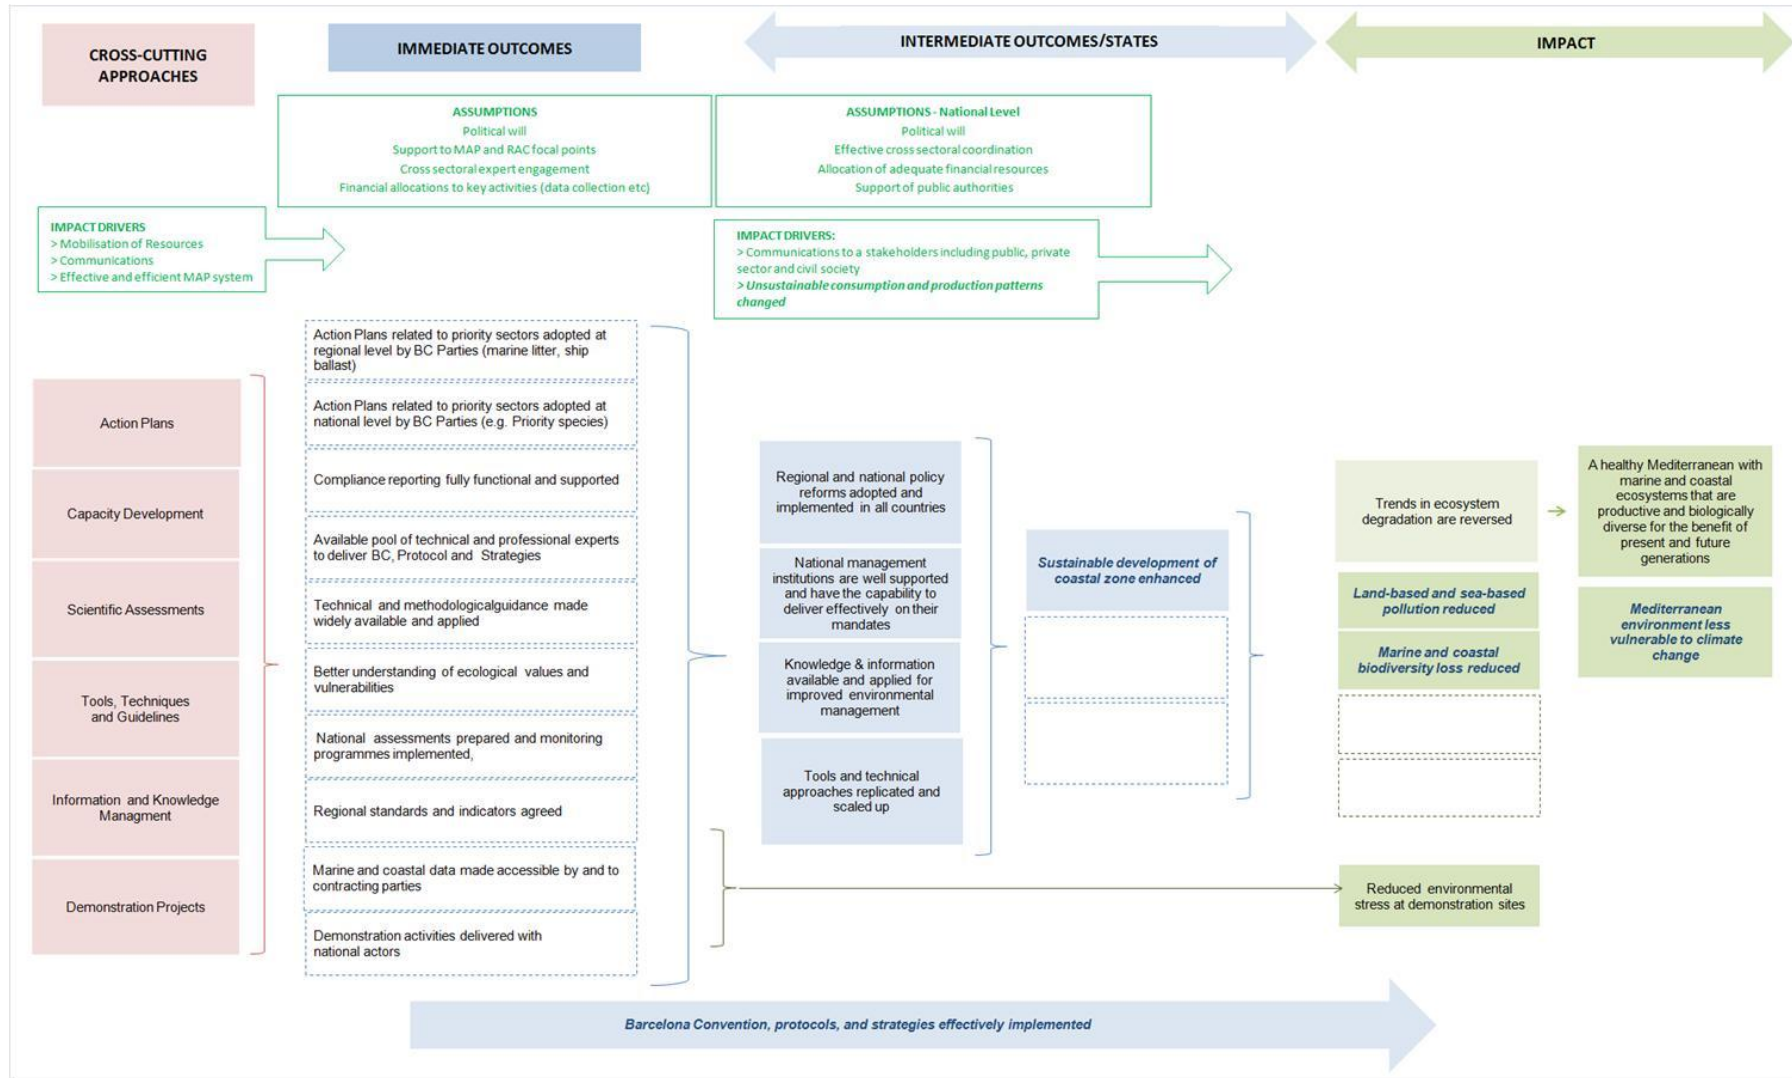 CROSS-CUTTING
APPROACHES
IMMEDIATE OUTCOMES
INTERMEDIATE OUTCOMES/STATES
IMPACT
ASSUMPTIONS
Political will
Support to MAP and RAC focal points
Cross sectoral expert engagement
Financial allocations to key activities (data collection etc)
ASSUMPTIONS - National Level
Political will
Effective cross sectoral coordination
Allocation of adequate financial resources
Support of public authorities
IMPACT DRIVERS
> Mobilisation of Resources
> Communications
> Effective and efficient MAP system
IMPACT DRIVERS:
> Communications to a stakeholders including public, private
sector and civil society
> Unsustainable consumption and production patterns
changed
Action Plans
Capacity Development
Scientific Assessments
Tools, Techniques
and Guidelines
Information and Knowledge
Managment
Demonstration Projects
Action Plans related to priority sectors adopted at
regional level by BC Parties (marine litter, ship
ballast)
Action Plans related to priority sectors adopted at
national level by BC Parties (e.g. Priority species)
Compliance reporting fully functional and supported
Available pool of technical and professional experts
to deliver BC, Protocol and Strategies
Technical and methodologicalguidance made
widely available and applied
Better understanding of ecological values and
vulnerabilities
National assessments prepared and monitoring
programmes implemented,
Regional standards and indicators agreed
Marine and coastal data made accessible by and to
contracting parties
Demonstration activities delivered with
national actors
Regional and national policy
reforms adopted and
implemented in all countries
National management
institutions are well supported
and have the capability to
deliver effectively on their
mandates
Knowledge & information
available and applied for
improved environmental
management
Tools and technical
approaches replicated and
scaled up
Sustainable development of
coastal zone enhanced
Trends in ecosystem
degradation are reversed
Land-based and sea-based
pollution reduced
Marine and coastal
biodiversity loss reduced
Reduced environmental
stress at demonstration sites
A healthy Mediterranean with
marine and coastal
ecosystems that are
productive and biologically
diverse for the benefit of
present and future
generations
Mediterranean
environment less
vulnerable to climate
change
Barcelona Convention, protocols, and strategies effectively implemented